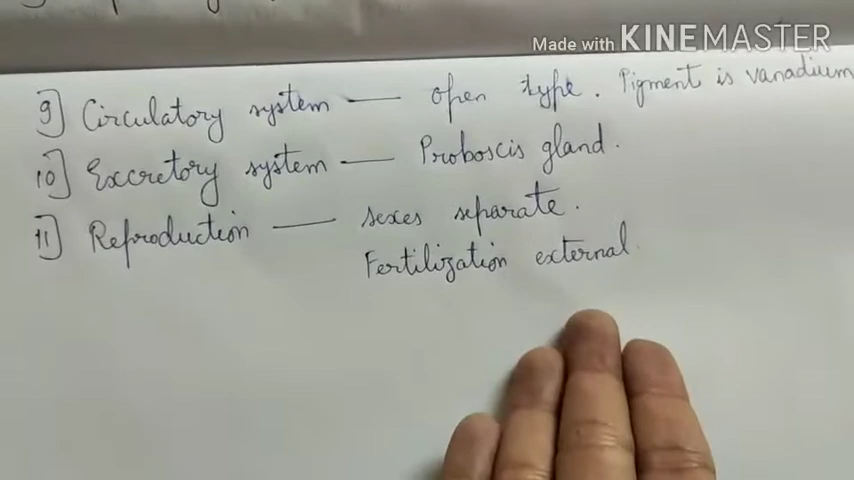 Made with KINEMASTER
9] Circulatory system — open type. Pigment is vanadium
10] Excretory system — Proboscis gland.
11] Reproduction — sexes separate.
Fertilization external